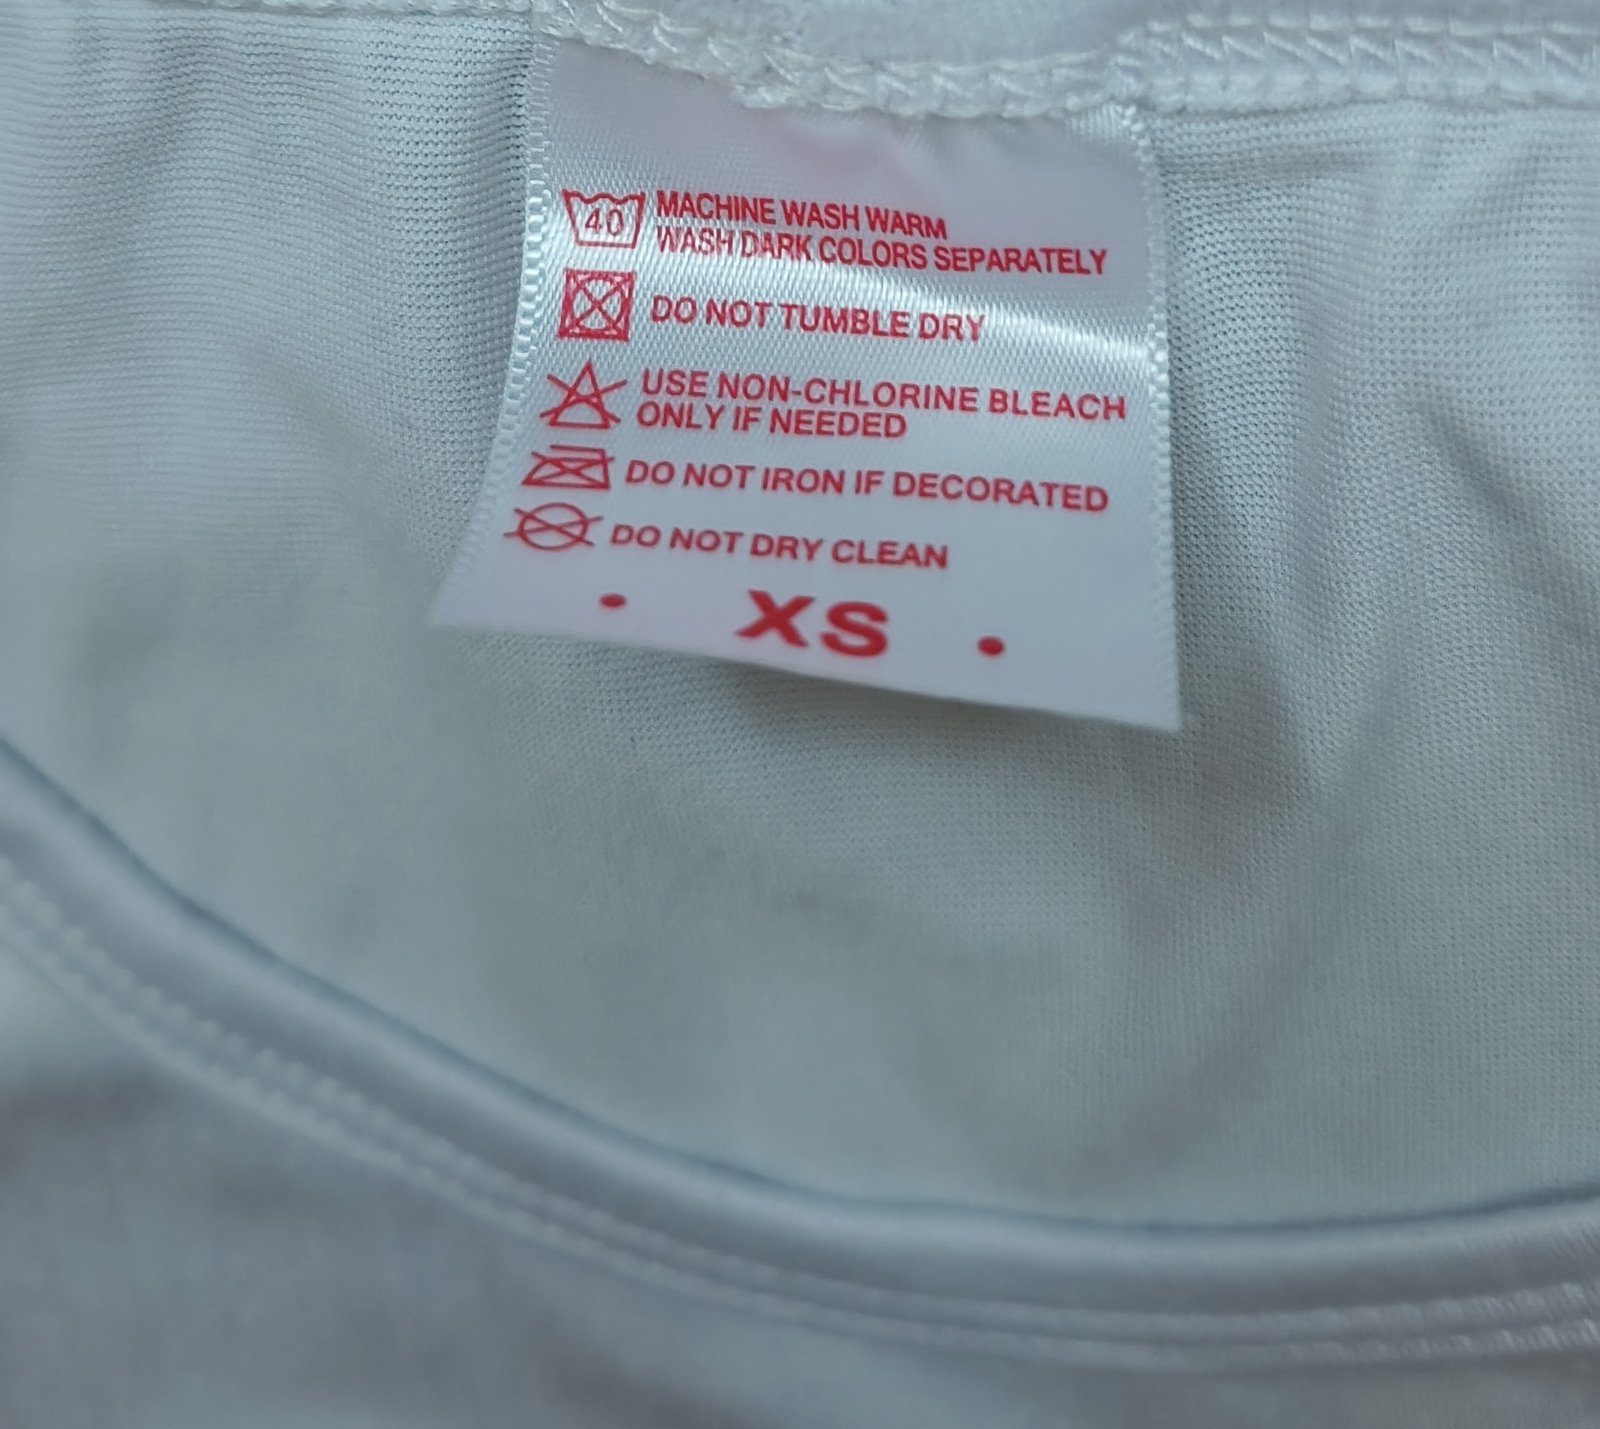 40 MACHINE WASH WARM
WASH DARK COLORS SEPARATELY
DO NOT TUMBLE DRY
USE NON-CHLORINE BLEACH
ONLY IF NEEDED
DO NOT IRON IF DECORATED
DO NOT DRY CLEAN
• XS •